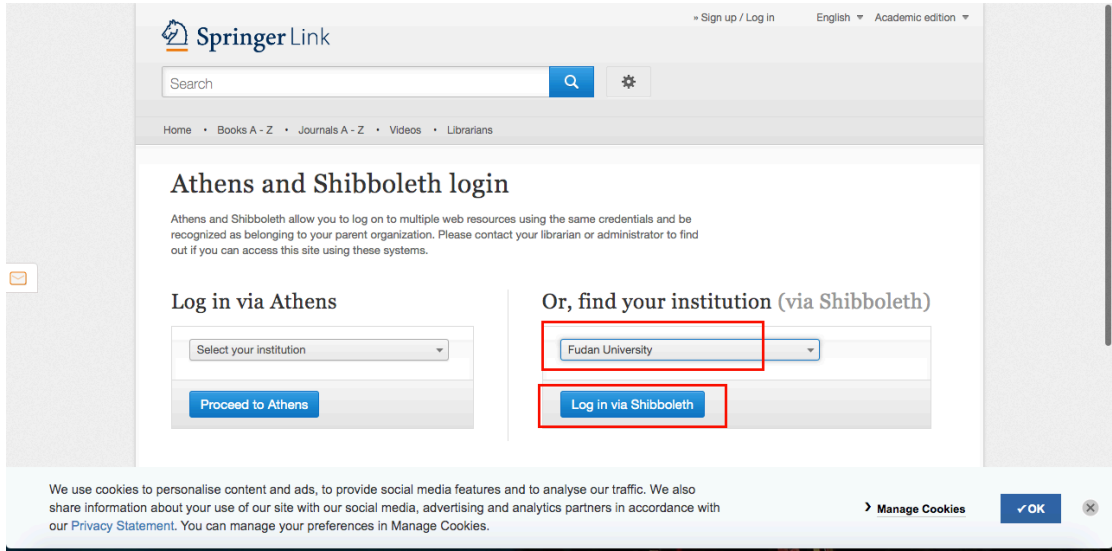 » Sign up / Log in English Academic edition
Springer Link
Search
Home • Books A - Z • Journals A - Z • Videos • Librarians
Athens and Shibboleth login
Athens and Shibboleth allow you to log on to multiple web resources using the same credentials and be
recognized as belonging to your parent organization. Please contact your librarian or administrator to find
out if you can access this site using these systems.
Log in via Athens
Select your institution
Proceed to Athens
Or, find your institution (via Shibboleth)
Fudan University
Log in via Shibboleth
We use cookies to personalise content and ads, to provide social media features and to analyse our traffic. We also
share information about your use of our site with our social media, advertising and analytics partners in accordance with
our Privacy Statement. You can manage your preferences in Manage Cookies.
Manage Cookies
✓OK